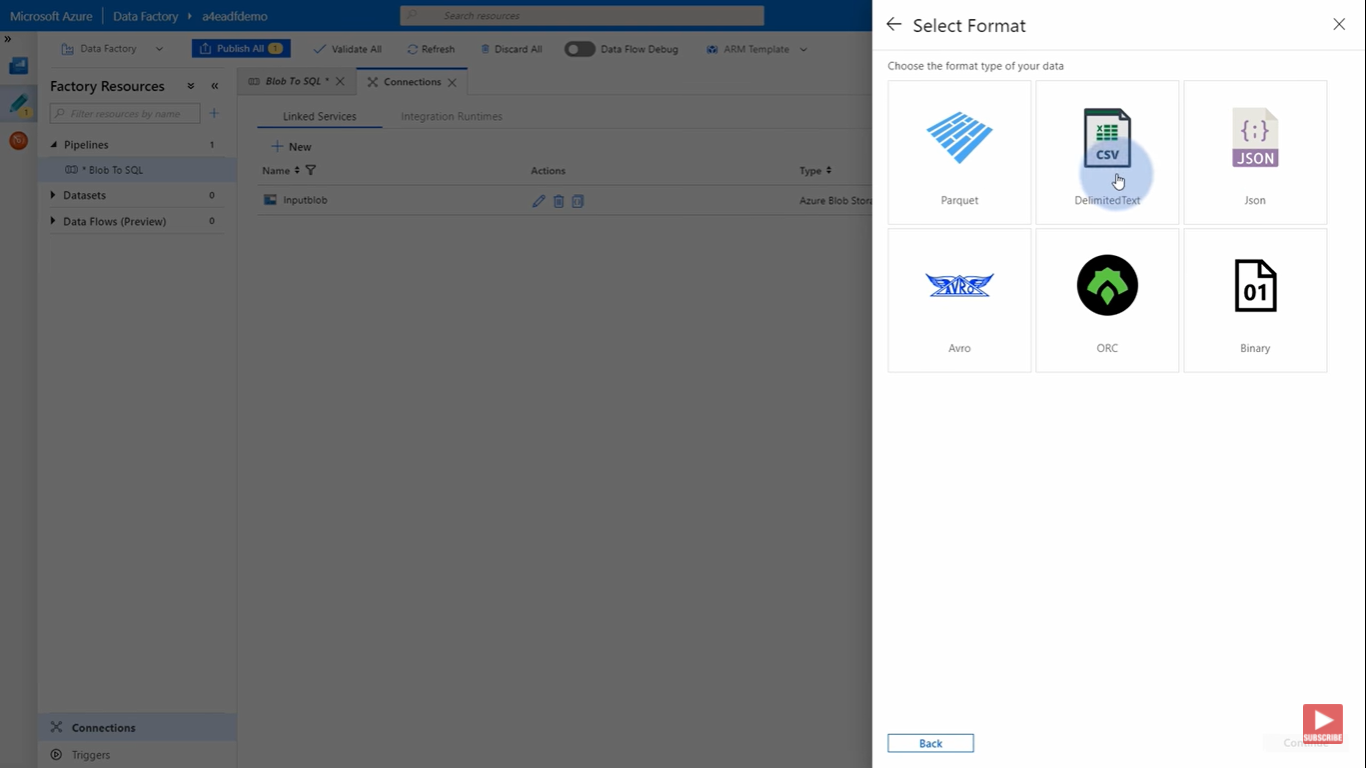 Microsoft Azure
Data Factory
a4eadfdemo
Search resources
Data Factory
Publish All
1
Validate All
Refresh
Discard All
Data Flow Debug
ARM Template
Factory Resources
Filter resources by name
Pipelines
1
* Blob To SQL
Datasets
0
Data Flows (Preview)
0
Connections
Triggers
Blob To SQL *
Connections
Linked Services
Integration Runtimes
New
Name
Actions
Type
Inputblob
Azure Blob Stora
Select Format
Choose the format type of your data
Parquet
CSV
DelimitedText
{;}
JSON
Json
AVRO
Avro
ORC
01
Binary
Back
SUBSCRIBE